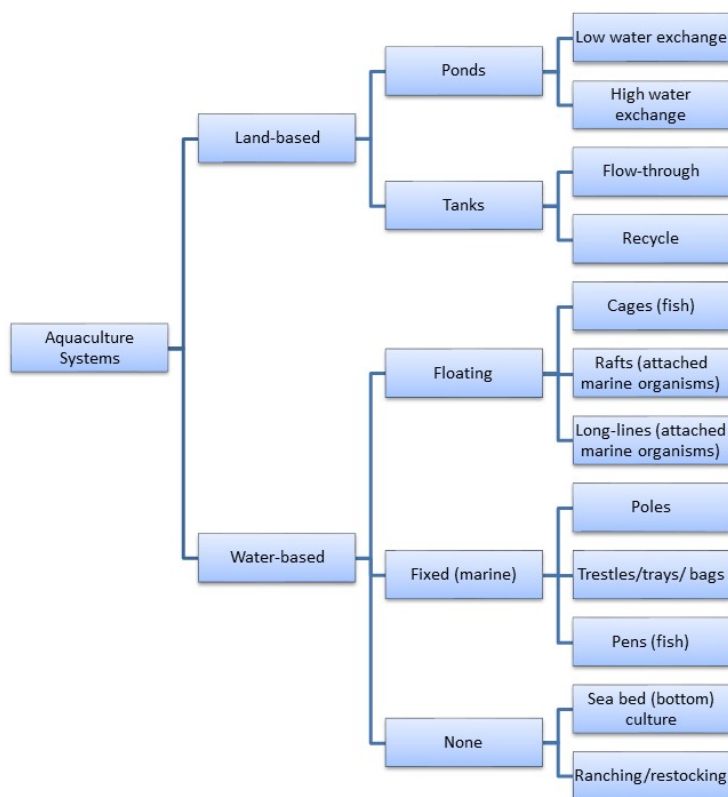 Low water exchange
Ponds
High water
exchange
Land-based
Flow-through
Tanks
Recycle
Cages (fish)
Aquaculture
Systems
Floating
Rafts (attached
marine organisms)
Long-lines (attached
marine organisms)
Poles
Water-based
Fixed (marine)
Trestles/trays/ bags
Pens (fish)
Sea bed (bottom)
culture
None
Ranching/restocking